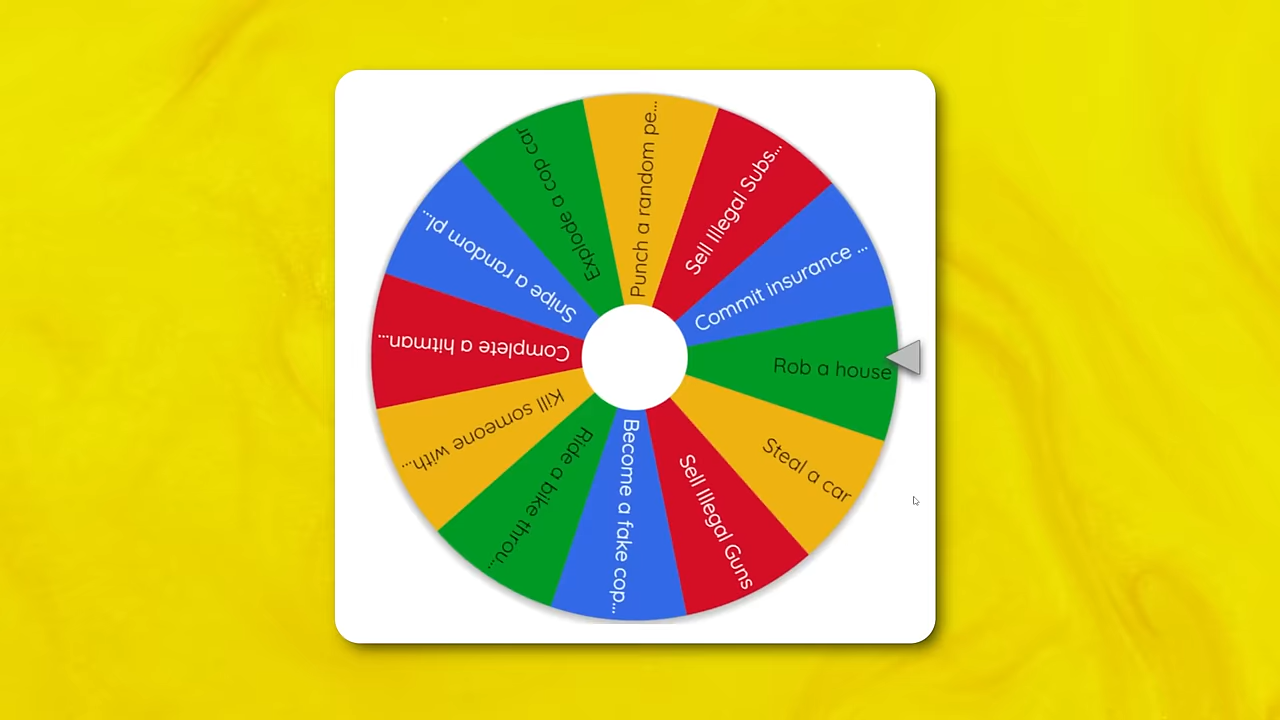 Punch a random pe...
Sell Illegal Subs...
Commit insurance ...
Rob a house
Steal a car
Sell Illegal Guns
Become a fake cop...
Ride a bike throu...
Kill someone with...
Complete a hitman...
Snipe a random pl...
Explode a cop car